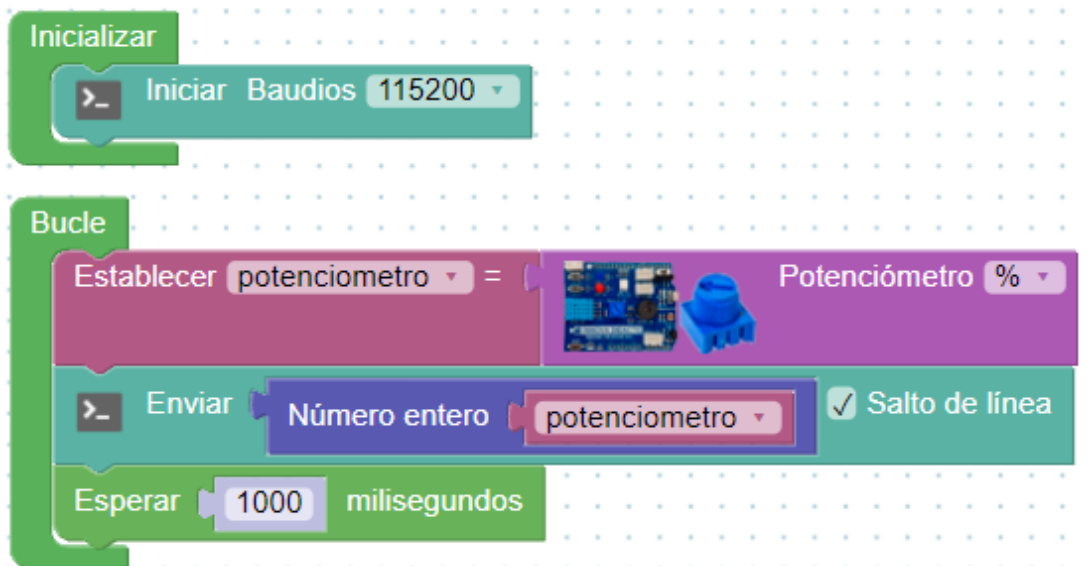 Inicializar
>_ Iniciar Baudios 115200
Bucle
Establecer potenciometro = Potenciómetro %
>_ Enviar Número entero potenciometro Salto de línea
Esperar 1000 milisegundos